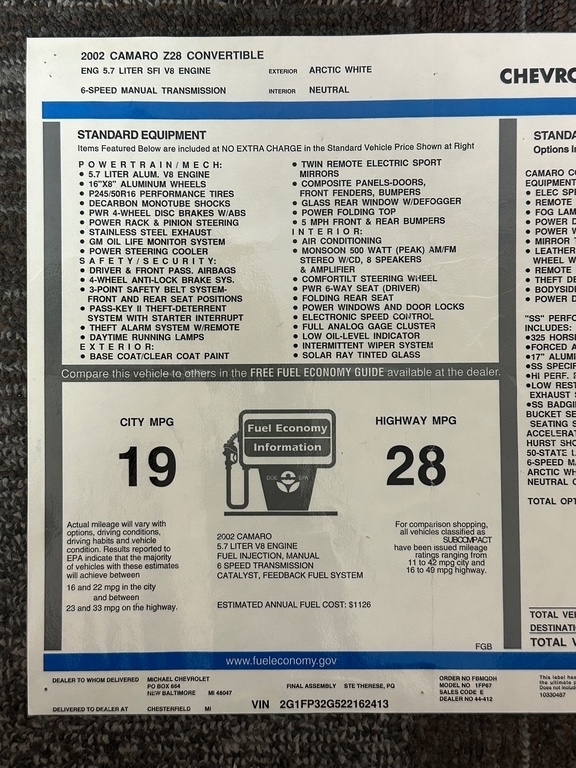 2002 CAMARO Z28 CONVERTIBLE
ENG 5.7 LITER SFI V8 ENGINE EXTERIOR ARCTIC WHITE
6-SPEED MANUAL TRANSMISSION INTERIOR NEUTRAL
CHEVRO
STANDARD EQUIPMENT
Items Featured Below are included at NO EXTRA CHARGE in the Standard Vehicle Price Shown at Right
POWERTRAIN/MECH:
• 5.7 LITER ALUM. V8 ENGINE
• 16"X8" ALUMINUM WHEELS
• P245/50R16 PERFORMANCE TIRES
• DECARBON MONOTUBE SHOCKS
• PWR 4-WHEEL DISC BRAKES W/ABS
• POWER RACK & PINION STEERING
• STAINLESS STEEL EXHAUST
• GM OIL LIFE MONITOR SYSTEM
• POWER STEERING COOLER
SAFETY/SECURITY:
• DRIVER & FRONT PASS. AIRBAGS
• 4-WHEEL ANTI-LOCK BRAKE SYS.
• 3-POINT SAFETY BELT SYSTEM-
FRONT AND REAR SEAT POSITIONS
• PASS-KEY II THEFT-DETERRENT
SYSTEM WITH STARTER INTERRUPT
• THEFT ALARM SYSTEM W/REMOTE
• DAYTIME RUNNING LAMPS
EXTERIOR:
• BASE COAT/CLEAR COAT PAINT
• TWIN REMOTE ELECTRIC SPORT
MIRRORS
• COMPOSITE PANELS-DOORS,
FRONT FENDERS, BUMPERS
• GLASS REAR WINDOW W/DEFOGGER
• POWER FOLDING TOP
• 5 MPH FRONT & REAR BUMPERS
INTERIOR:
• AIR CONDITIONING
• MONSOON 500 WATT (PEAK) AM/FM
STEREO W/CD, 8 SPEAKERS
& AMPLIFIER
• COMFORTILT STEERING WHEEL
• PWR 6-WAY SEAT (DRIVER)
• FOLDING REAR SEAT
• POWER WINDOWS AND DOOR LOCKS
• ELECTRONIC SPEED CONTROL
• FULL ANALOG GAGE CLUSTER
• LOW OIL-LEVEL INDICATOR
• INTERMITTENT WIPER SYSTEM
• SOLAR RAY TINTED GLASS
Compare this vehicle to others in the FREE FUEL ECONOMY GUIDE available at the dealer.
CITY MPG
19
Fuel Economy
Information
DOE EPA
HIGHWAY MPG
28
Actual mileage will vary with
options, driving conditions,
driving habits and vehicle
condition. Results reported to
EPA indicate that the majority
of vehicles with these estimates
will achieve between
16 and 22 mpg in the city
and between
23 and 33 mpg on the highway.
2002 CAMARO
5.7 LITER V8 ENGINE
FUEL INJECTION, MANUAL
6 SPEED TRANSMISSION
CATALYST, FEEDBACK FUEL SYSTEM
ESTIMATED ANNUAL FUEL COST: $1126
For comparison shopping,
all vehicles classified as
SUBCOMPACT
have been issued mileage
ratings ranging from
11 to 42 mpg city and
16 to 49 mpg highway.
FGB
www.fueleconomy.gov
STANDA
Options In
CAMARO CO
EQUIPMENT
• ELEC SPE
• REMOTE
• FOG LAM
• POWER D
• POWER W
• MIRROR
• LEATHER
WHEEL W
• REMOTE
• THEFT DE
• BODYSID
• POWER D
"SS" PERFO
INCLUDES:
•325 HORS
•FORCED A
•17" ALUMI
•SS SPECIF
•HI PERF. P
•LOW REST
EXHAUST S
•SS BADGI
BUCKET SE
SEATING S
ACCELERAT
HURST SHO
50-STATE L
6-SPEED M
ARCTIC WH
NEUTRAL C
TOTAL OPT
TOTAL VEH
DESTINATI
TOTAL V
DEALER TO WHOM DELIVERED MICHAEL CHEVROLET
PO BOX 664
NEW BALTIMORE MI 48047
DELIVERED TO DEALER AT CHESTERFIELD MI
FINAL ASSEMBLY STE THERESE, PQ
VIN 2G1FP32G522162413
ORDER NO FBMQDH
MODEL NO 1FP67
SALES CODE E
DEALER NO 44-412
This label has
the ultimate p
Does not includ
10330487